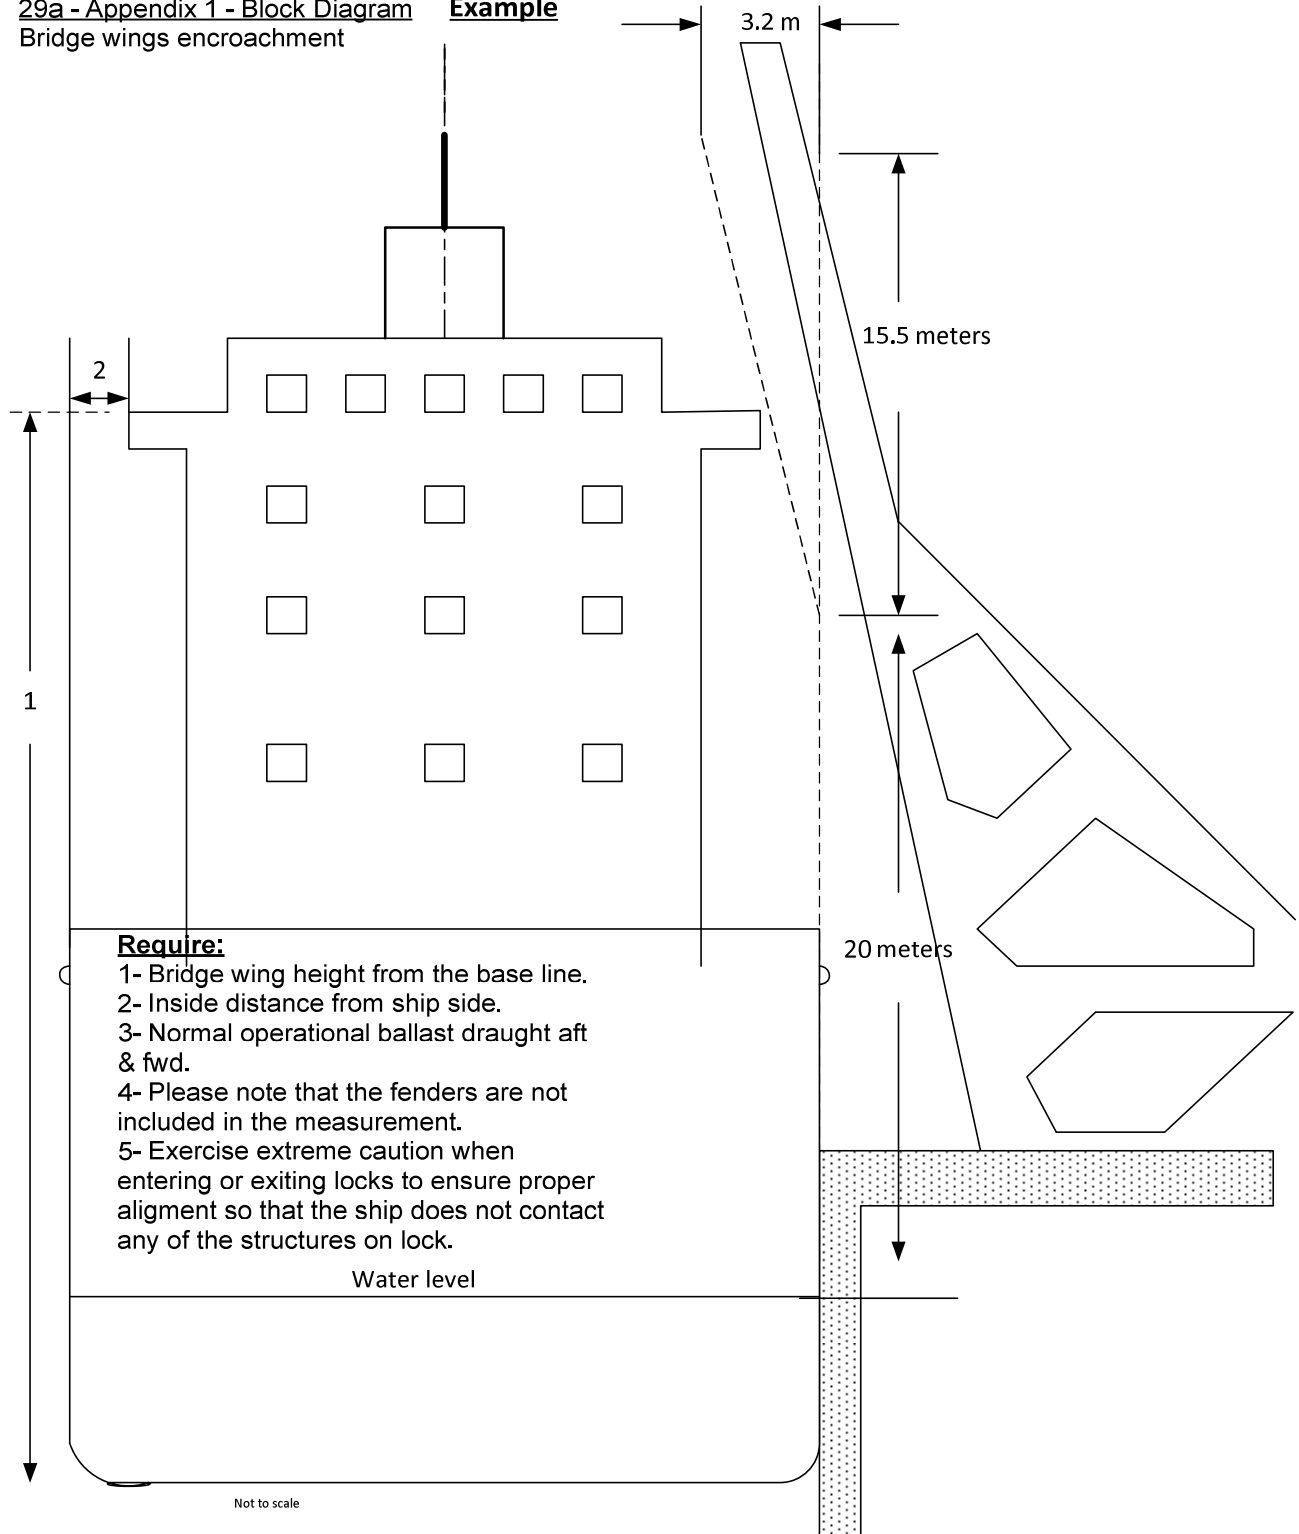 29a - Appendix 1 - Block Diagram Example
Bridge wings encroachment
3.2 m
2
15.5 meters
1
20 meters
Require:
1- Bridge wing height from the base line.
2- Inside distance from ship side.
3- Normal operational ballast draught aft
& fwd.
4- Please note that the fenders are not
included in the measurement.
5- Exercise extreme caution when
entering or exiting locks to ensure proper
aligment so that the ship does not contact
any of the structures on lock.
Water level
Not to scale